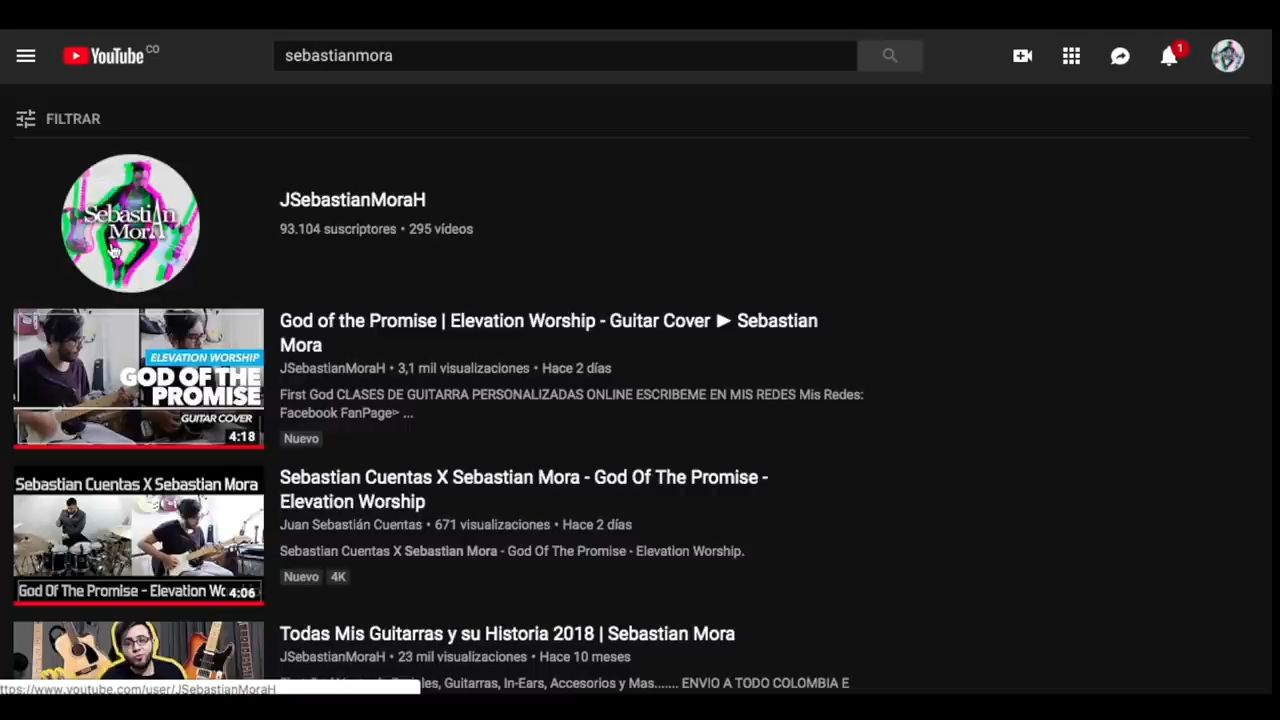 YouTube CO
sebastianmora
1
FILTRAR
Sebastian
MorA
JSebastianMoraH
93.104 suscriptores • 295 vídeos
ELEVATION WORSHIP
GOD OF THE
PROMISE
GUITAR COVER
4:18
God of the Promise | Elevation Worship - Guitar Cover ► Sebastian
Mora
JSebastianMoraH • 3,1 mil visualizaciones • Hace 2 días
First God CLASES DE GUITARRA PERSONALIZADAS ONLINE ESCRIBEME EN MIS REDES Mis Redes:
Facebook FanPage> ...
Nuevo
Sebastian Cuentas X Sebastian Mora
God Of The Promise - Elevation
4:06
Sebastian Cuentas X Sebastian Mora - God Of The Promise -
Elevation Worship
Juan Sebastián Cuentas • 671 visualizaciones • Hace 2 días
Sebastian Cuentas X Sebastian Mora - God Of The Promise - Elevation Worship.
Nuevo 4K
Todas Mis Guitarras y su Historia 2018 | Sebastian Mora
JSebastianMoraH • 23 mil visualizaciones • Hace 10 meses
Guitarras, In-Ears, Accesorios y Mas....... ENVIO A TODO COLOMBIA E
ttps://www.youtube.com/user/JSebastianMoraH